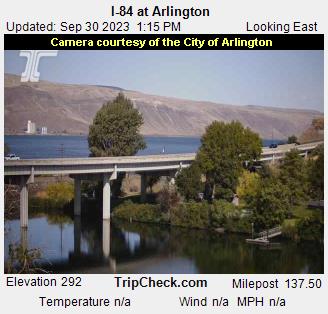 I-84 at Arlington
Updated: Sep 30 2023 1:15 PM Looking East
Camera courtesy of the City of Arlington
Elevation 292 TripCheck.com Milepost 137.50
Temperature n/a Wind n/a MPH n/a